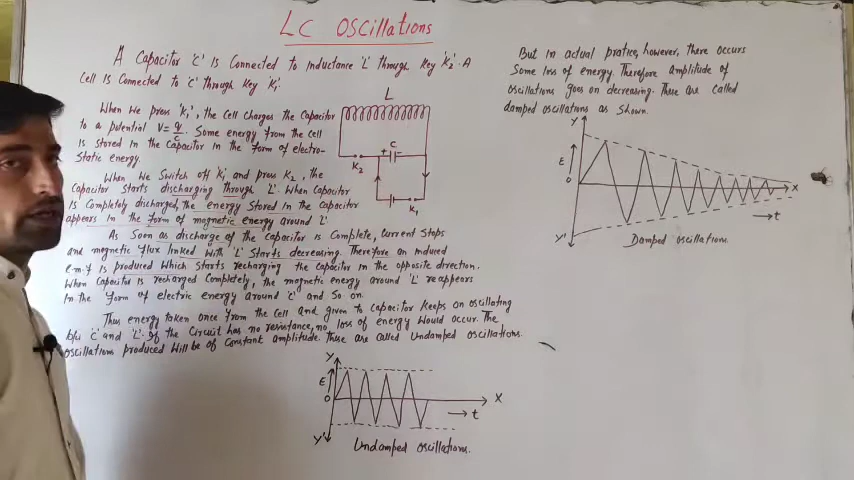 LC OSCillations
A Capacitor 'C' is Connected to Inductance 'L' through Key 'K₂'. A
Cell is Connected to 'C' through Key K₁
When We press 'K₁', the Cell Charges the Capacitor
to a potential V = q/C. Some energy from the Cell
is Stored in the Capacitor in the form of electro-
Static energy.
When We Switch off K₁ and press K₂, the
Capacitor Starts discharging through 'L'. When Capacitor
is Completely discharged, the energy Stored in the Capacitor
appears in the form of magnetic energy around 'L'
As Soon as discharge of the Capacitor is Complete, Current Stops
and magnetic flux linked With 'L' Starts decreasing. Therefore an induced
e.m.f is produced Which Starts recharging the capacitor in the opposite direction.
When Capacitor is recharged Completely, the magnetic energy around 'L' reappears
in the form of electric energy around 'C' and So on.
Thus energy taken once from the Cell and given to capacitor Keeps on oscillating
'C' and 'L'. If the Circuit has no resistance, no loss of energy Would occur. The
oscillations produced Will be of Constant amplitude. These are Called Undamped oscillations.
L
C
+
K₂
K₁
Y
E
O
X
t
Y'
Undamped oscillations.
But in actual pratice, however, there occurs
Some loss of energy. Therefore amplitude of
oscillations goes on decreasing. These are called
damped oscillations as Shown.
Y
E
O
X
t
Y'
Damped oscillations